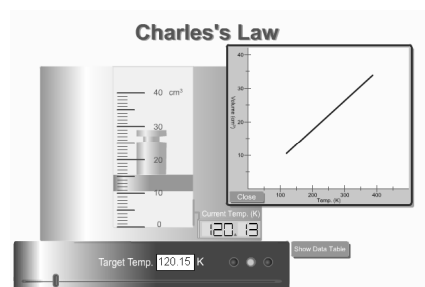 Charles's Law
40 cm³
30
20
10
0
40
30
20
10
Volume (cm³)
100 200 300 400
Temp. (K)
Close
Current Temp. (K)
120.13
Show Data Table
Target Temp. 120.15 K